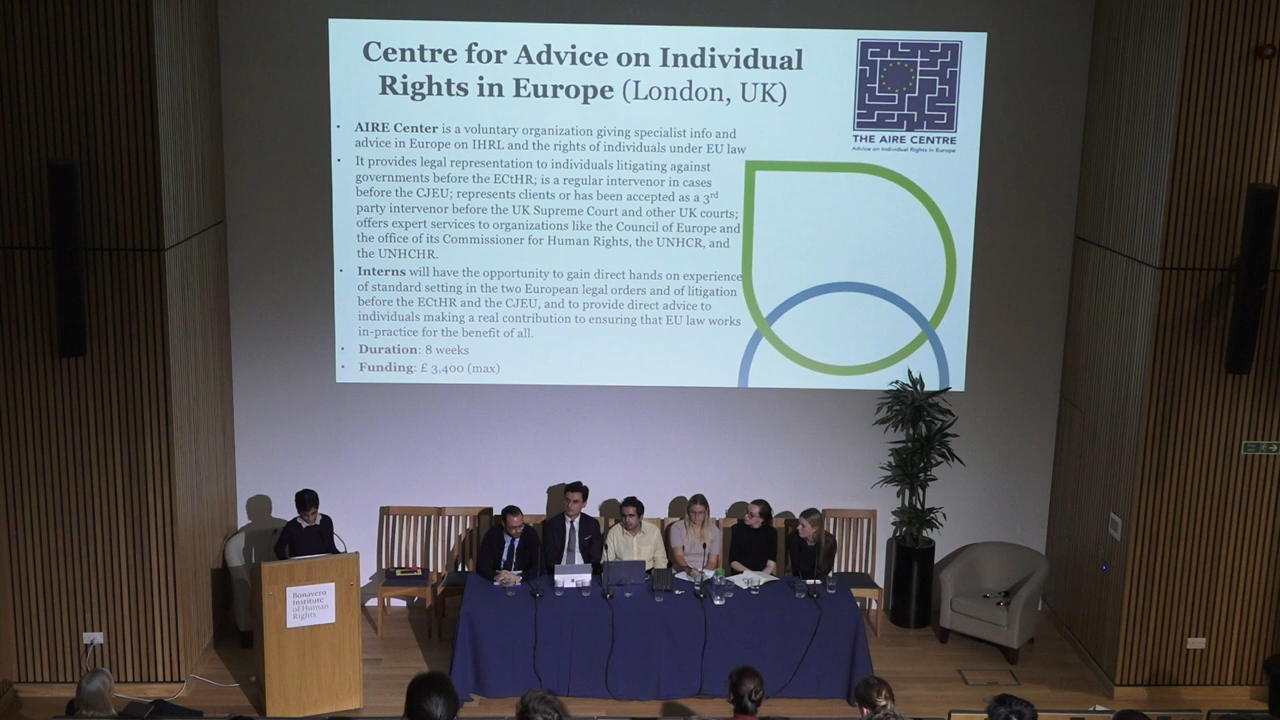 Centre for Advice on Individual
Rights in Europe (London, UK)
THE AIRE CENTRE
Advice on Individual Rights in Europe
• AIRE Center is a voluntary organization giving specialist info and
advice in Europe on IHRL and the rights of individuals under EU law
• It provides legal representation to individuals litigating against
governments before the ECtHR; is a regular intervenor in cases
before the CJEU; represents clients or has been accepted as a 3rd
party intervenor before the UK Supreme Court and other UK courts;
offers expert services to organizations like the Council of Europe and
the office of its Commissioner for Human Rights, the UNHCR, and
the UNHCHR.
• Interns will have the opportunity to gain direct hands on experience
of standard setting in the two European legal orders and of litigation
before the ECtHR and the CJEU, and to provide direct advice to
individuals making a real contribution to ensuring that EU law works
in-practice for the benefit of all.
• Duration: 8 weeks
• Funding: £ 3,400 (max)
Bonavero
Institute
of Human
Rights